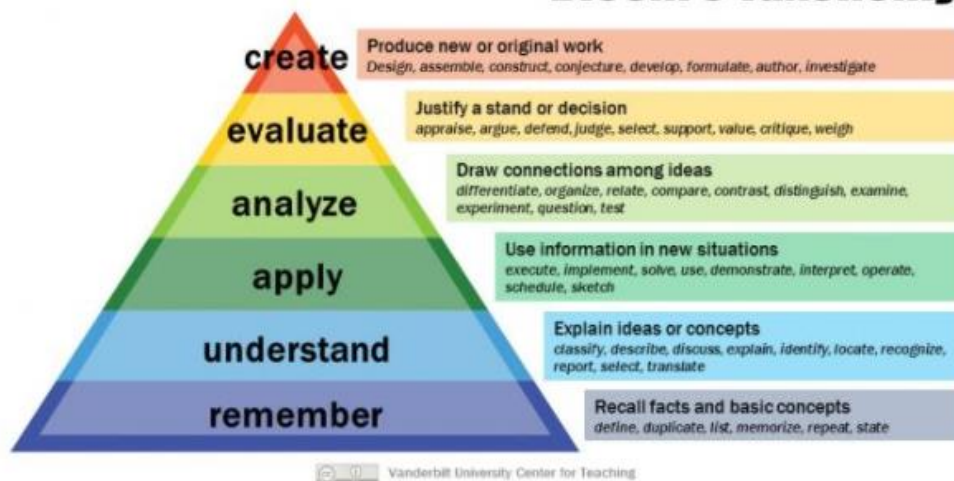 create
Produce new or original work
Design, assemble, construct, conjecture, develop, formulate, author, investigate
evaluate
Justify a stand or decision
appraise, argue, defend, judge, select, support, value, critique, weigh
analyze
Draw connections among ideas
differentiate, organize, relate, compare, contrast, distinguish, examine,
experiment, question, test
apply
Use information in new situations
execute, implement, solve, use, demonstrate, interpret, operate,
schedule, sketch
understand
Explain ideas or concepts
classify, describe, discuss, explain, identify, locate, recognize,
report, select, translate
remember
Recall facts and basic concepts
define, duplicate, list, memorize, repeat, state
Vanderbilt University Center for Teaching